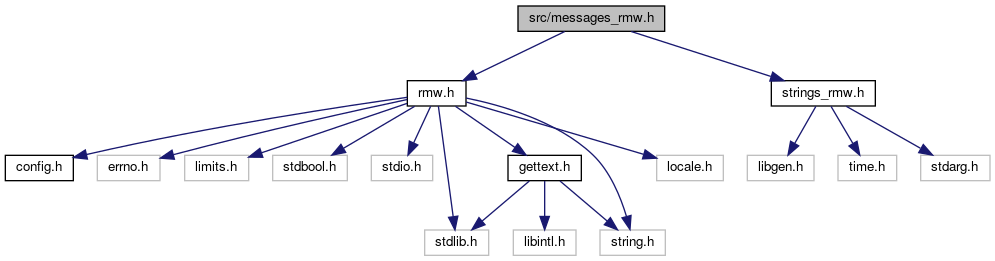 src/messages_rmw.h
rmw.h
strings_rmw.h
config.h
errno.h
limits.h
stdbool.h
stdio.h
gettext.h
locale.h
libgen.h
time.h
stdarg.h
stdlib.h
libintl.h
string.h